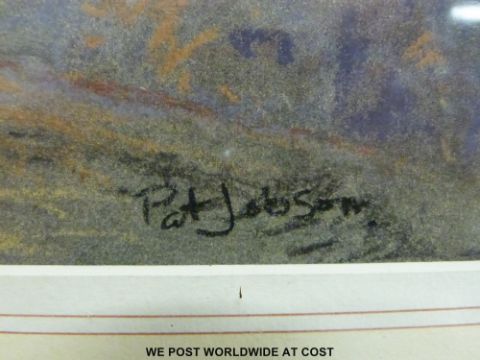 Pat Jobson
WE POST WORLDWIDE AT COST